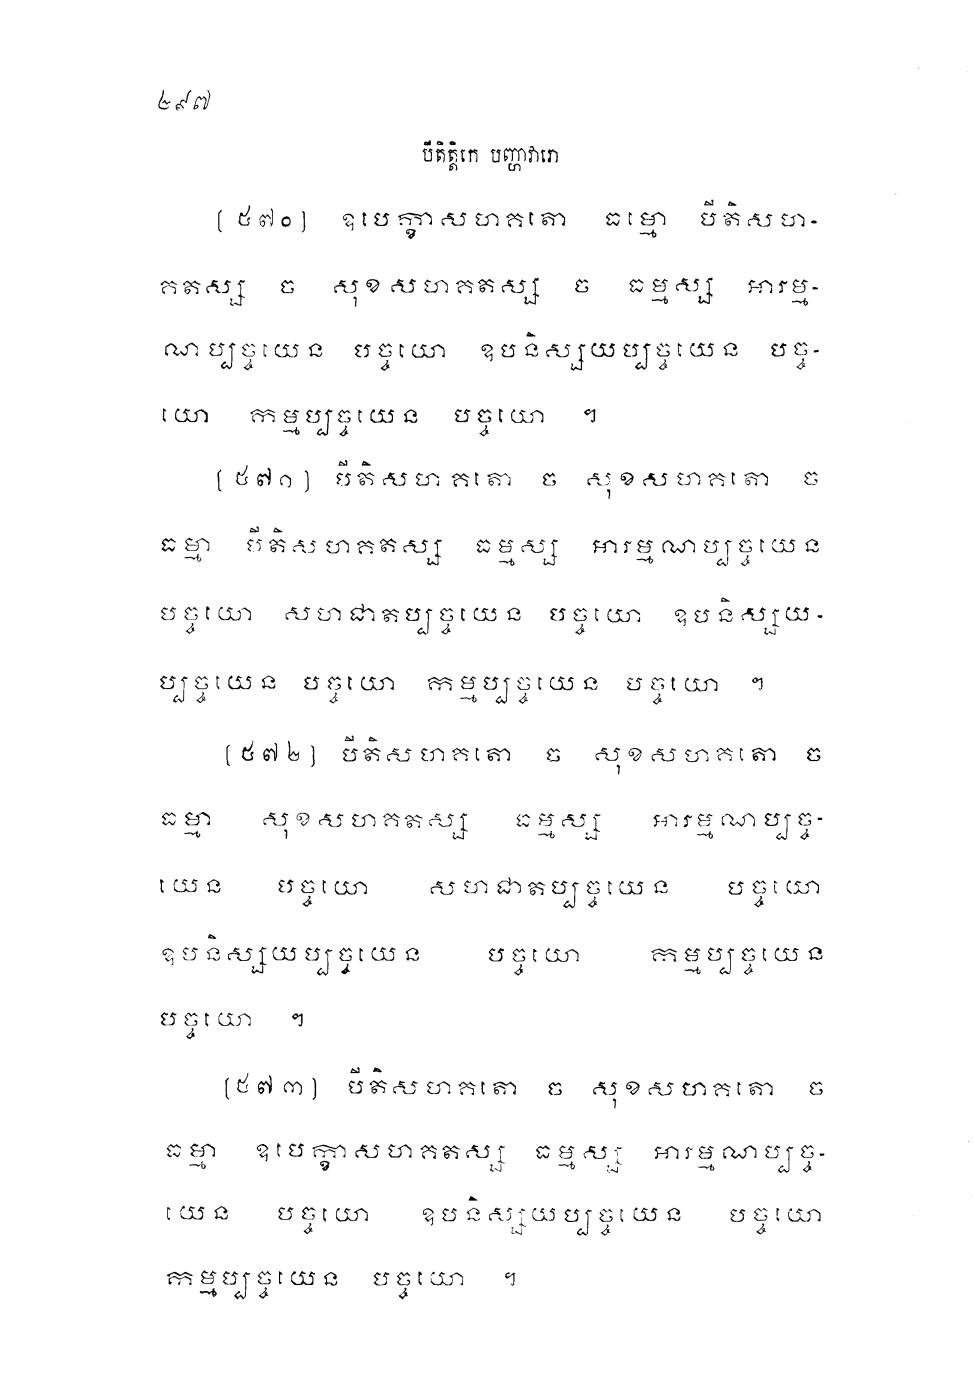 ២៩៧
បីតិត្តិកេ បញ្ហាវារោ
(៥៧០) ឧបេក្ខាសហគតោ ធម្មោ បីតិសហ-
គតស្ស ច សុខសហគតស្ស ច ធម្មស្ស អារម្ម-
ណប្បច្ចយេន បច្ចយោ ឧបនិស្សយប្បច្ចយេន បច្ច-
យោ កម្មប្បច្ចយេន បច្ចយោ ។
(៥៧១) បីតិសហគតោ ច សុខសហគតោ ច
ធម្មា បីតិសហគតស្ស ធម្មស្ស អារម្មណប្បច្ចយេន
បច្ចយោ សហជាតប្បច្ចយេន បច្ចយោ ឧបនិស្សយ-
ប្បច្ចយេន បច្ចយោ កម្មប្បច្ចយេន បច្ចយោ ។
(៥៧២) បីតិសហគតោ ច សុខសហគតោ ច
ធម្មា សុខសហគតស្ស ធម្មស្ស អារម្មណប្បច្ច-
យេន បច្ចយោ សហជាតប្បច្ចយេន បច្ចយោ
ឧបនិស្សយប្បច្ចយេន បច្ចយោ កម្មប្បច្ចយេន
បច្ចយោ ។
(៥៧៣) បីតិសហគតោ ច សុខសហគតោ ច
ធម្មា ឧបេក្ខាសហគតស្ស ធម្មស្ស អារម្មណប្បច្ច-
យេន បច្ចយោ ឧបនិស្សយប្បច្ចយេន បច្ចយោ
កម្មប្បច្ចយេន បច្ចយោ ។